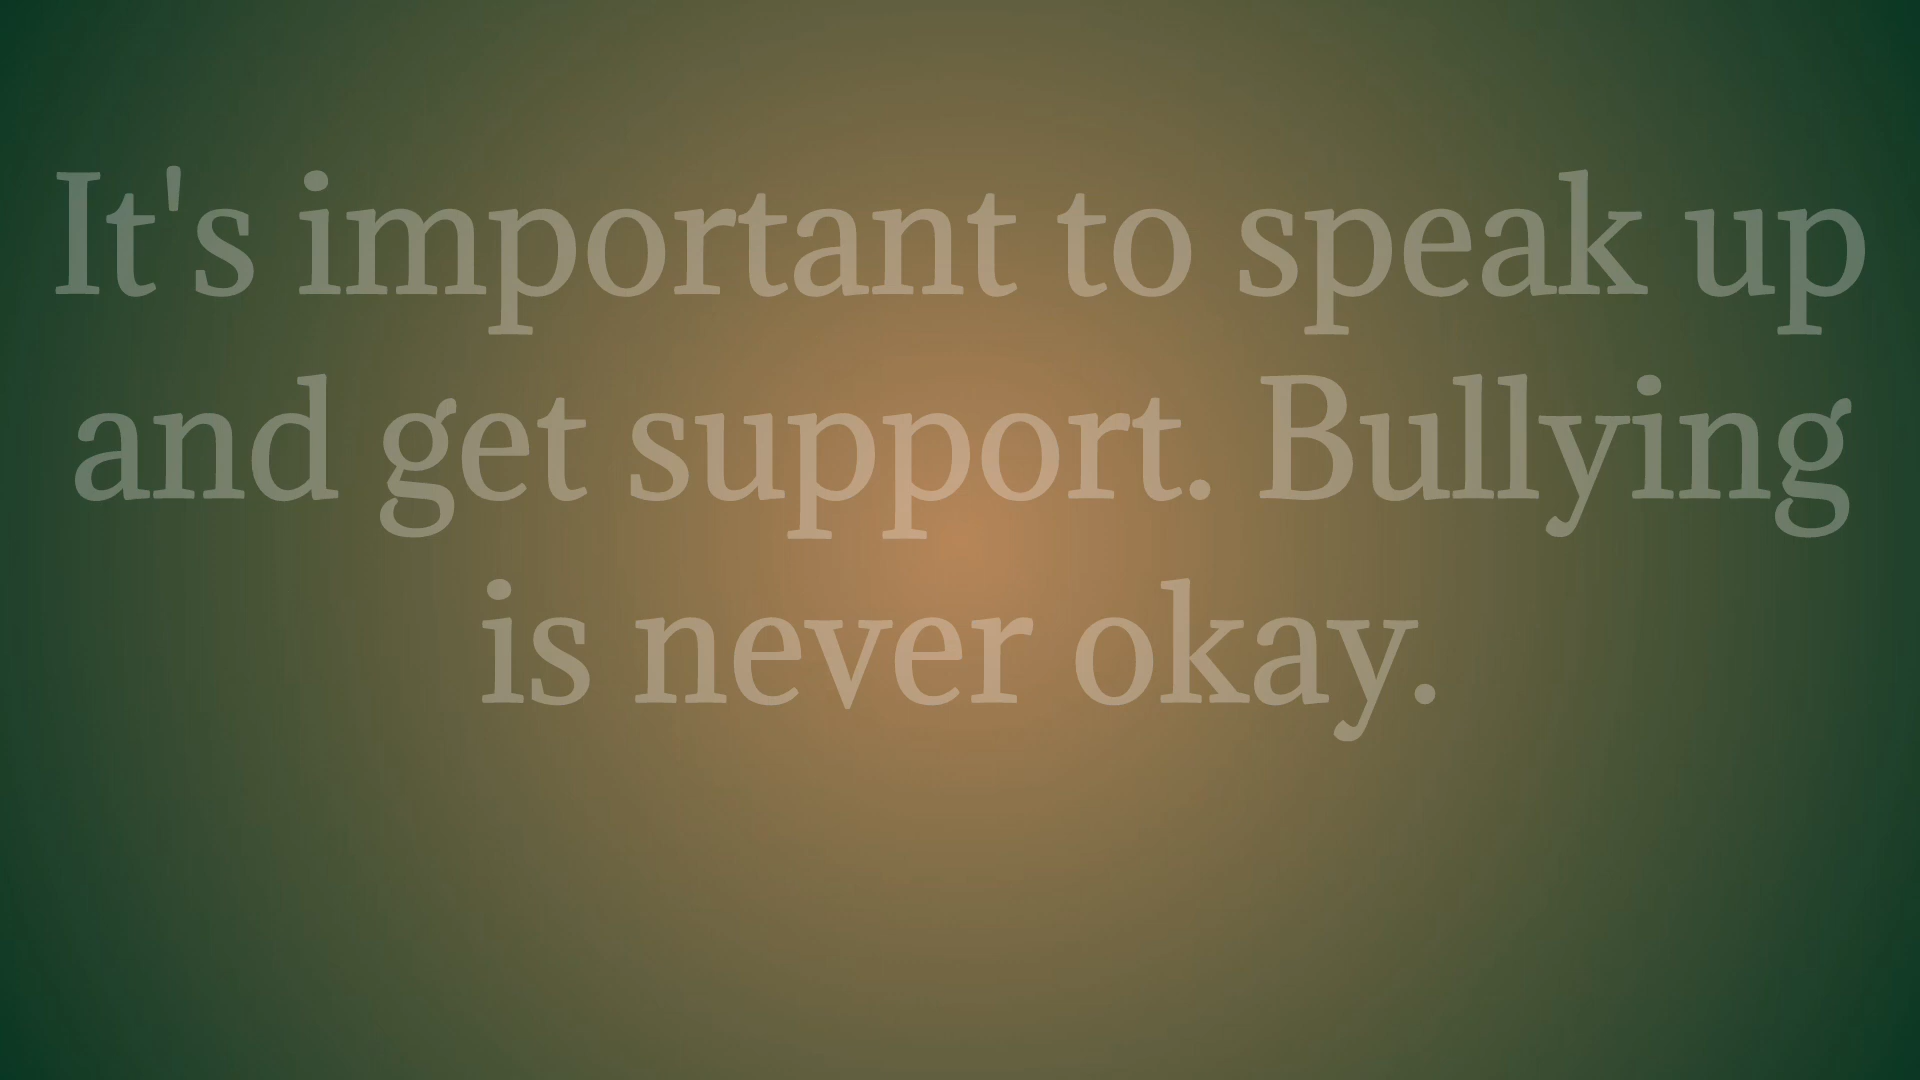 It's important to speak up
and get support. Bullying
is never okay.